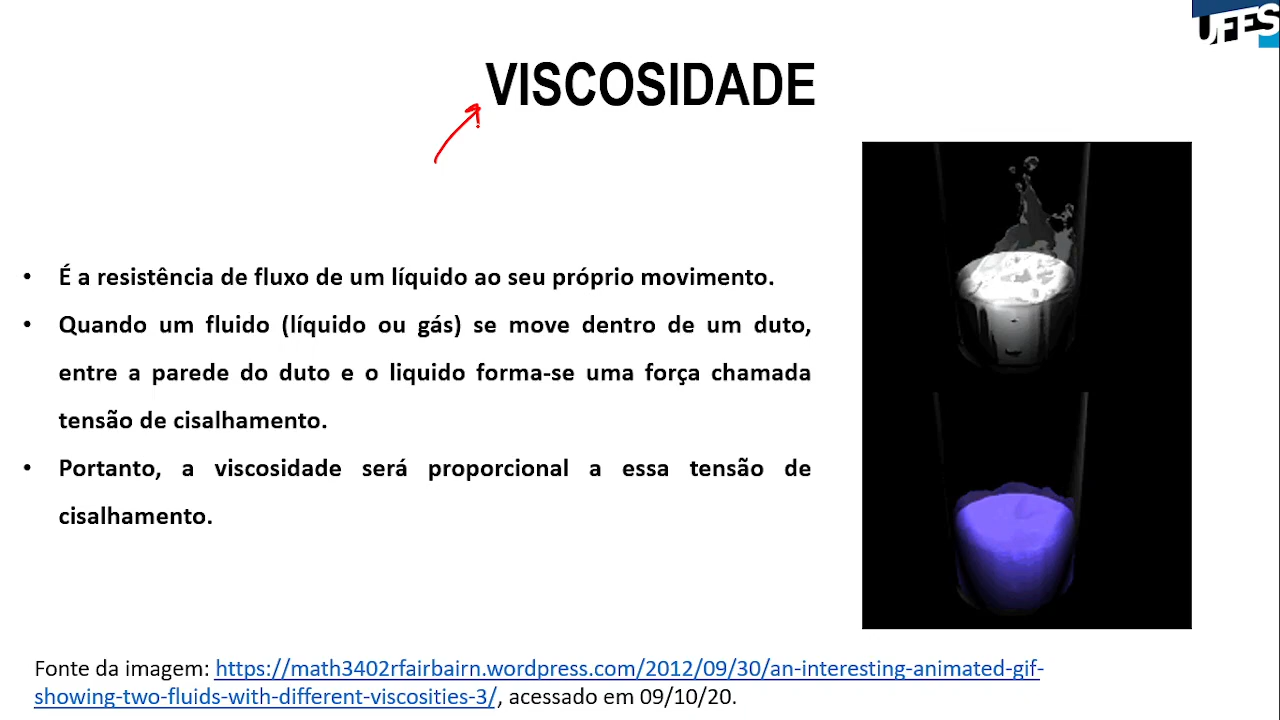 UFES
VISCOSIDADE
• É a resistência de fluxo de um líquido ao seu próprio movimento.
• Quando um fluido (líquido ou gás) se move dentro de um duto,
entre a parede do duto e o liquido forma-se uma força chamada
tensão de cisalhamento.
• Portanto, a viscosidade será proporcional a essa tensão de
cisalhamento.
Fonte da imagem: https://math3402rfairbairn.wordpress.com/2012/09/30/an-interesting-animated-gif-
showing-two-fluids-with-different-viscosities-3/, acessado em 09/10/20.